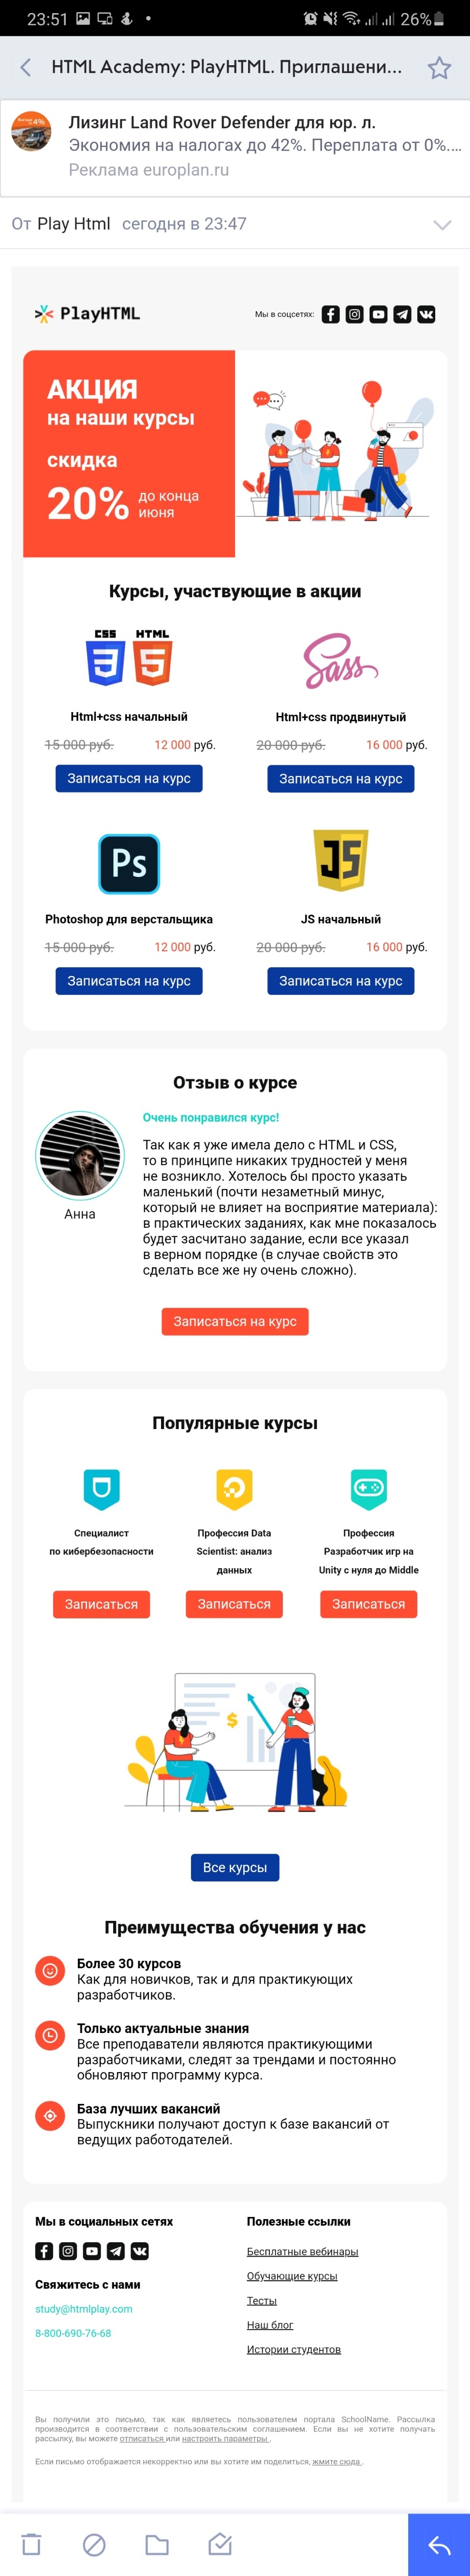 23:51
26%
HTML Academy: PlayHTML. Приглашени...
Лизинг Land Rover Defender для юр. л.
Экономия на налогах до 42%. Переплата от 0%....
Реклама europlan.ru
От Play Html сегодня в 23:47
PlayHTML
Мы в соцсетях:
АКЦИЯ
на наши курсы
скидка
20% до конца
июня
Курсы, участвующие в акции
CSS HTML
Sass
Html+css начальный
Html+css продвинутый
15 000 руб. 12 000 руб.
20 000 руб. 16 000 руб.
Записаться на курс
Записаться на курс
Ps
JS
Photoshop для верстальщика
JS начальный
15 000 руб. 12 000 руб.
20 000 руб. 16 000 руб.
Записаться на курс
Записаться на курс
Отзыв о курсе
Очень понравился курс!
Так как я уже имела дело с HTML и CSS,
то в принципе никаких трудностей у меня
не возникло. Хотелось бы просто указать
маленький (почти незаметный минус,
который не влияет на восприятие материала):
в практических заданиях, как мне показалось
будет засчитано задание, если все указал
в верном порядке (в случае свойств это
сделать все же ну очень сложно).
Анна
Записаться на курс
Популярные курсы
Специалист
по кибербезопасности
Профессия Data
Scientist: анализ
данных
Профессия
Разработчик игр на
Unity с нуля до Middle
Записаться
Записаться
Записаться
$
Все курсы
Преимущества обучения у нас
Более 30 курсов
Как для новичков, так и для практикующих
разработчиков.
Только актуальные знания
Все преподаватели являются практикующими
разработчиками, следят за трендами и постоянно
обновляют программу курса.
База лучших вакансий
Выпускники получают доступ к базе вакансий от
ведущих работодателей.
Мы в социальных сетях
Свяжитесь с нами
study@htmlplay.com
8-800-690-76-68
Полезные ссылки
Бесплатные вебинары
Обучающие курсы
Тесты
Наш блог
Истории студентов
Вы получили это письмо, так как являетесь пользователем портала SchoolName. Рассылка
производится в соответствии с пользовательским соглашением. Если вы не хотите получать
рассылку, вы можете отписаться или настроить параметры .
Если письмо отображается некорректно или вы хотите им поделиться, жмите сюда .